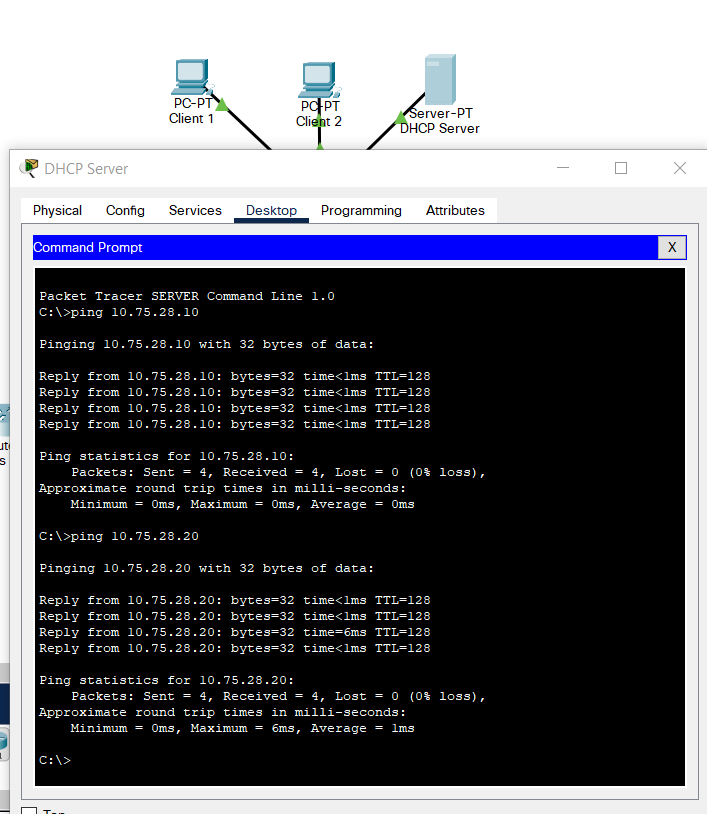 PC-PT
Client 1
PC-PT
Client 2
Server-PT
DHCP Server
DHCP Server
Physical Config Services Desktop Programming Attributes
Command Prompt X
Packet Tracer SERVER Command Line 1.0
C:\>ping 10.75.28.10
Pinging 10.75.28.10 with 32 bytes of data:
Reply from 10.75.28.10: bytes=32 time<1ms TTL=128
Reply from 10.75.28.10: bytes=32 time<1ms TTL=128
Reply from 10.75.28.10: bytes=32 time<1ms TTL=128
Reply from 10.75.28.10: bytes=32 time<1ms TTL=128
Ping statistics for 10.75.28.10:
Packets: Sent = 4, Received = 4, Lost = 0 (0% loss),
Approximate round trip times in milli-seconds:
Minimum = 0ms, Maximum = 0ms, Average = 0ms
C:\>ping 10.75.28.20
Pinging 10.75.28.20 with 32 bytes of data:
Reply from 10.75.28.20: bytes=32 time<1ms TTL=128
Reply from 10.75.28.20: bytes=32 time<1ms TTL=128
Reply from 10.75.28.20: bytes=32 time=6ms TTL=128
Reply from 10.75.28.20: bytes=32 time<1ms TTL=128
Ping statistics for 10.75.28.20:
Packets: Sent = 4, Received = 4, Lost = 0 (0% loss),
Approximate round trip times in milli-seconds:
Minimum = 0ms, Maximum = 6ms, Average = 1ms
C:\>